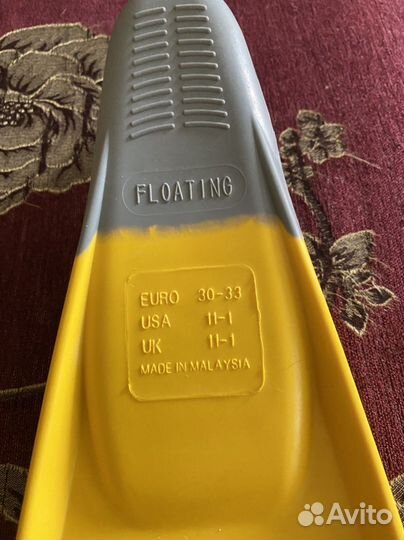 FLOATING
EURO 30-33
USA 11-1
UK 11-1
MADE IN MALAYSIA
Avito